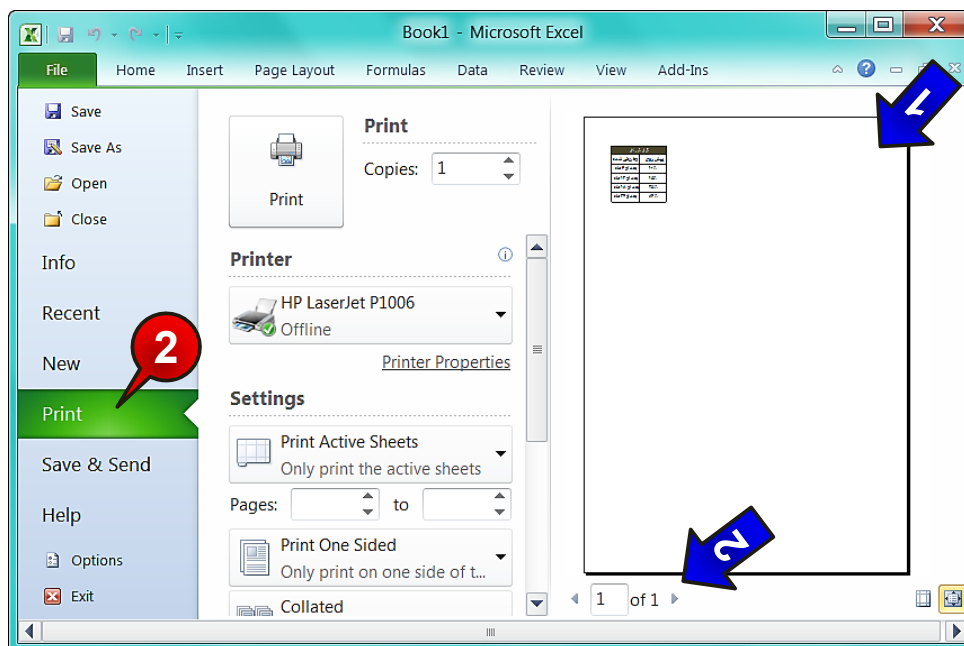 Book1 - Microsoft Excel
File Home Insert Page Layout Formulas Data Review View Add-Ins
1
Save
Save As
Open
Close
Info
Recent
New
2
Print
Save & Send
Help
Options
Exit
Print
Print
Copies: 1
Printer
HP LaserJet P1006
Offline
Printer Properties
Settings
Print Active Sheets
Only print the active sheets
Pages: to
Print One Sided
Only print on one side of t...
Collated
2
1 of 1